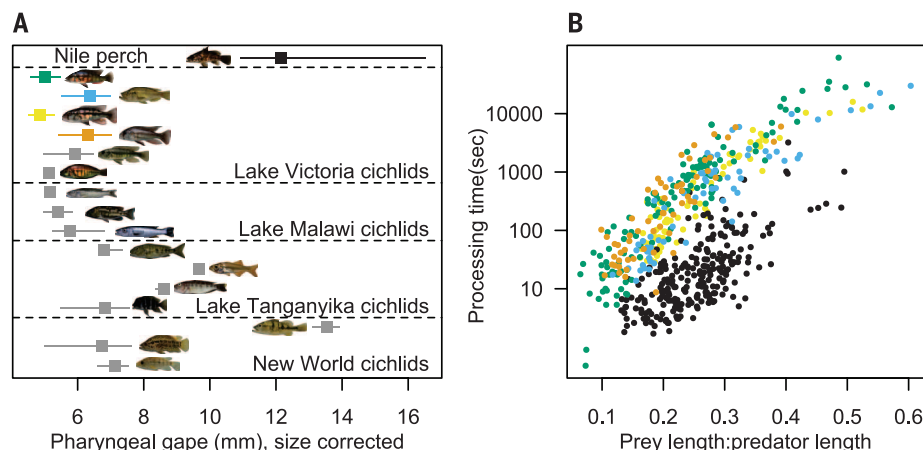 A
Nile perch
Lake Victoria cichlids
Lake Malawi cichlids
Lake Tanganyika cichlids
New World cichlids
6 8 10 12 14 16
Pharyngeal gape (mm), size corrected
B
Processing time(sec)
10000
1000
100
10
0.1 0.2 0.3 0.4 0.5 0.6
Prey length:predator length